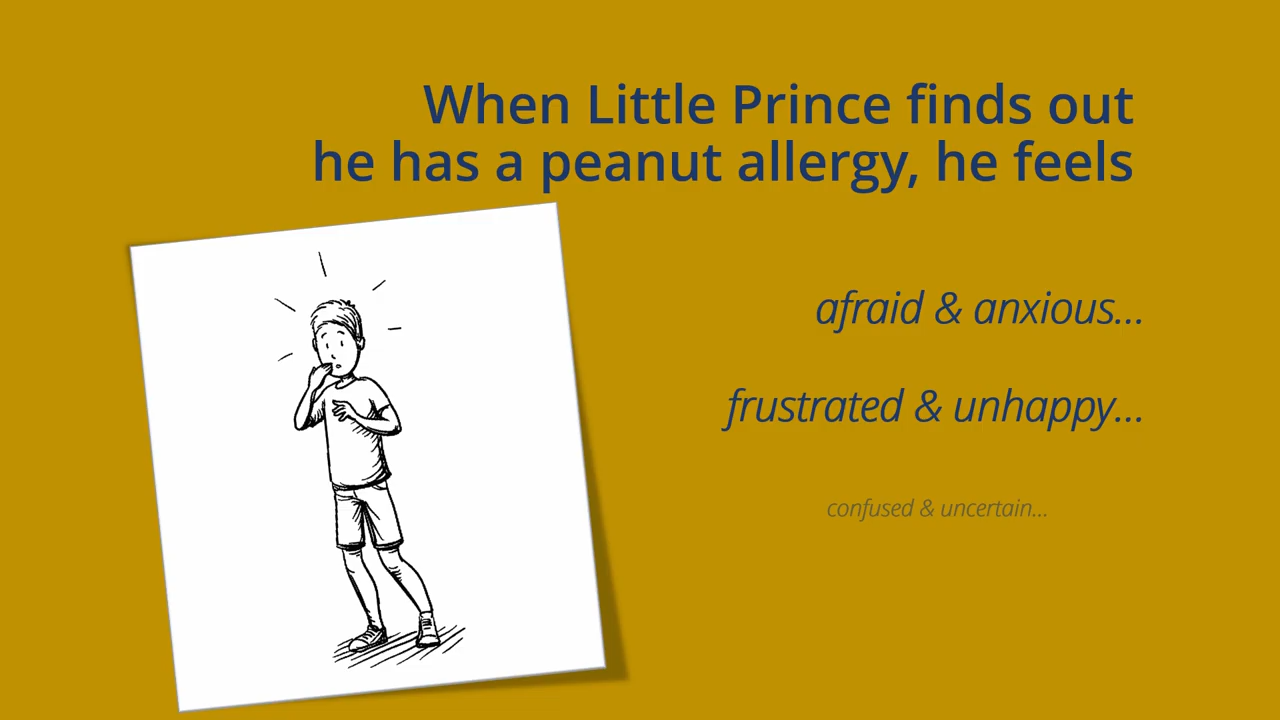 When Little Prince finds out
he has a peanut allergy, he feels
afraid & anxious...
frustrated & unhappy...
confused & uncertain...